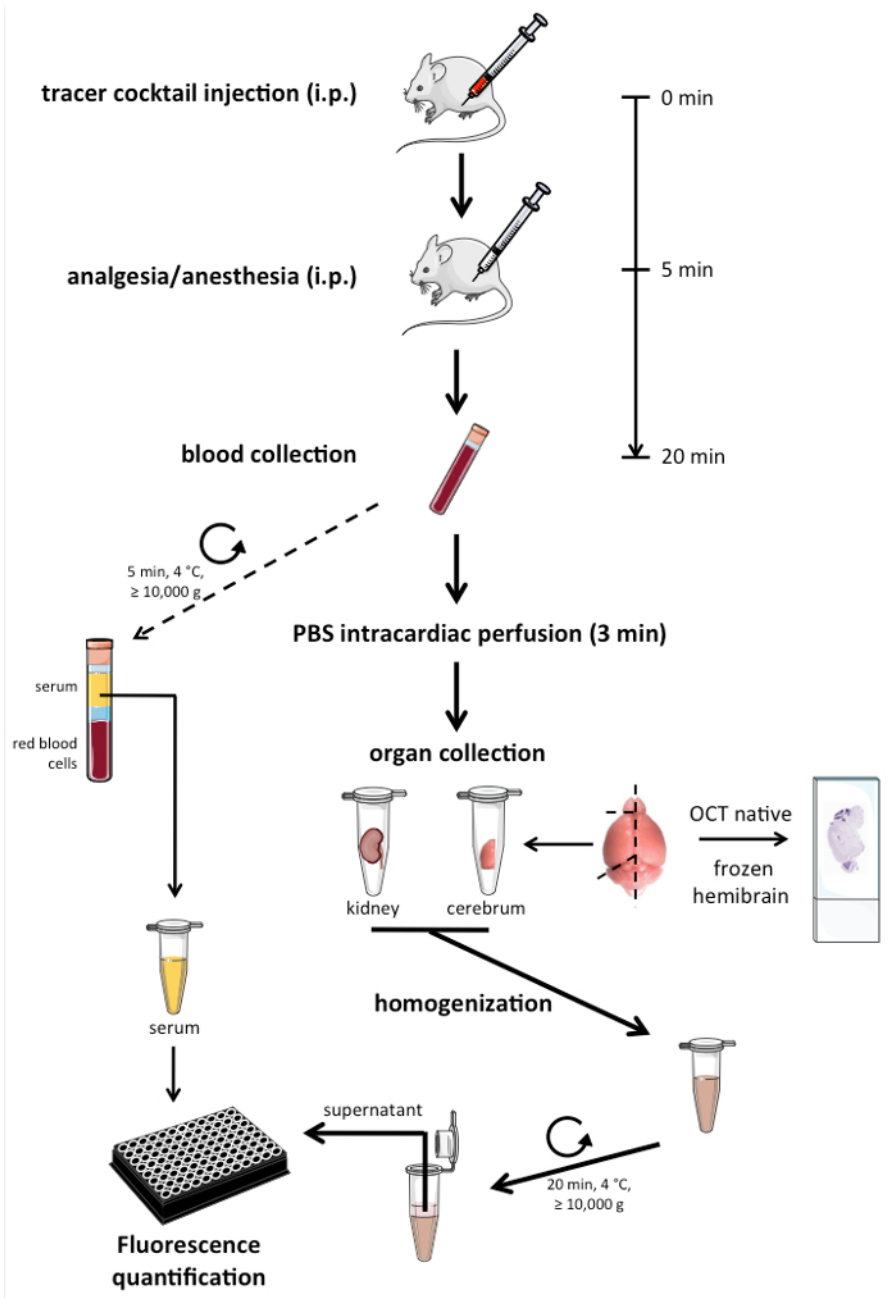 tracer cocktail injection (i.p.)
0 min
analgesia/anesthesia (i.p.)
5 min
blood collection
20 min
5 min, 4 °C,
≥ 10,000 g
PBS intracardiac perfusion (3 min)
serum
red blood
cells
organ collection
OCT native
frozen
hemibrain
kidney
cerebrum
homogenization
serum
supernatant
20 min, 4 °C,
≥ 10,000 g
Fluorescence
quantification